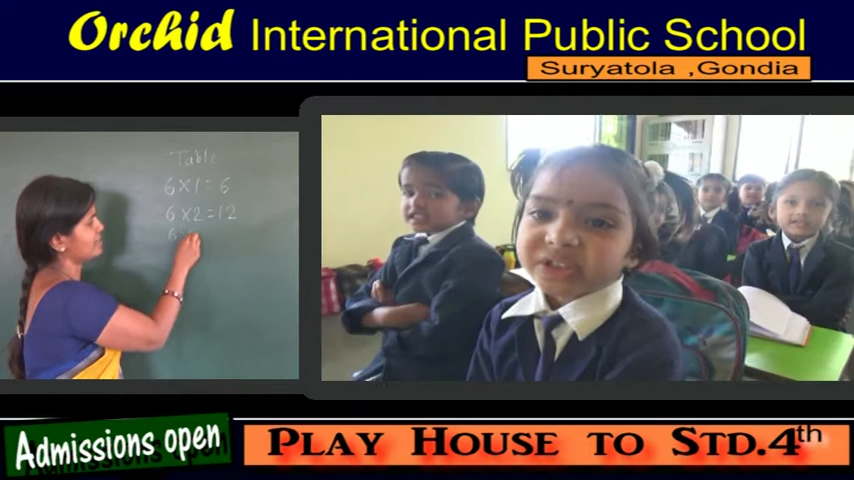 Orchid International Public School
Suryatola ,Gondia
Table
6×1=6
6×2=12
6
Admissions open
PLAY HOUSE TO STD.4th